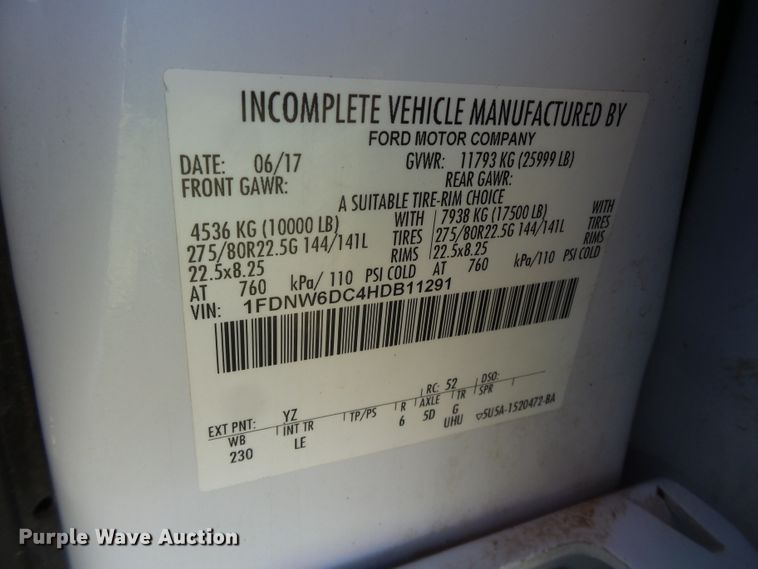 INCOMPLETE VEHICLE MANUFACTURED BY
FORD MOTOR COMPANY
DATE: 06/17 GVWR: 11793 KG (25999 LB)
FRONT GAWR: REAR GAWR:
A SUITABLE TIRE-RIM CHOICE
4536 KG (10000 LB) WITH 7938 KG (17500 LB) WITH
275/80R22.5G 144/141L TIRES 275/80R22.5G 144/141L TIRES
22.5x8.25 RIMS 22.5x8.25 RIMS
AT 760 kPa/ 110 PSI COLD AT 760 kPa/ 110 PSI COLD
VIN: 1FDNW6DC4HDB11291
EXT PNT: YZ RC: 52 DSO:
WB INT TR TP/PS R AXLE TR SPR
230 LE 6 5D G UHU 5U5A-1520472-BA
Purple Wave Auction